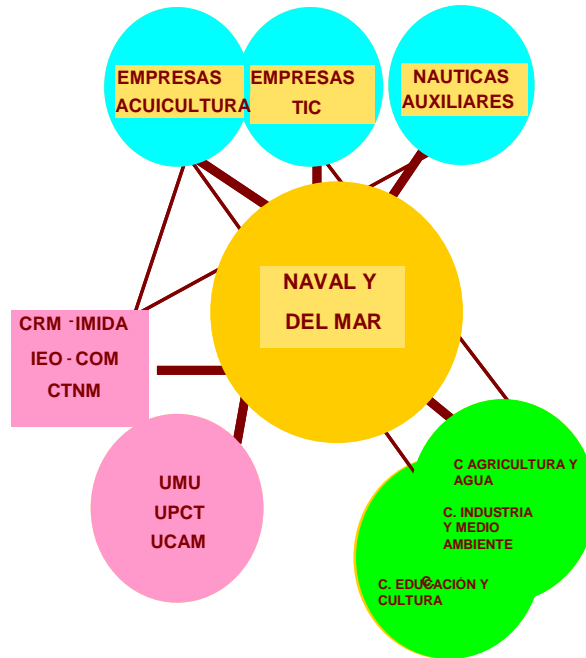 EMPRESAS
ACUICULTURA
EMPRESAS
TIC
NAUTICAS
AUXILIARES
NAVAL Y
DEL MAR
CRM -IMIDA
IEO - COM
CTNM
UMU
UPCT
UCAM
C AGRICULTURA Y
AGUA
C. INDUSTRIA
Y MEDIO
AMBIENTE
C
C. EDUCACIÓN Y
CULTURA